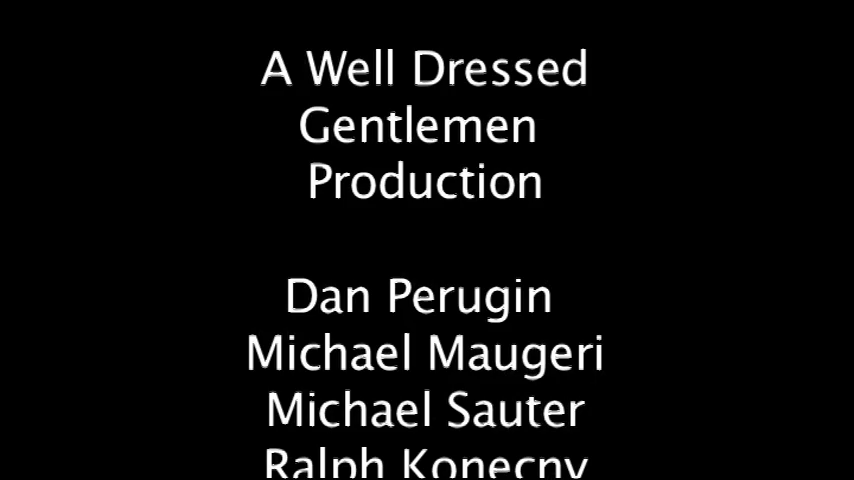 A Well Dressed
Gentlemen
Production
Dan Perugin
Michael Maugeri
Michael Sauter
Ralph Konecny